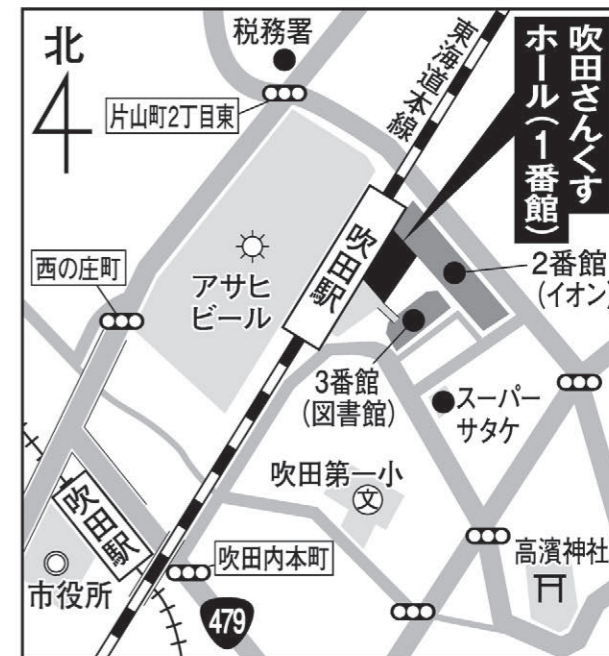 北
税務署
東海道本線
吹田さんくす
ホール(1番館)
片山町2丁目東
西の庄町
アサヒ
ビール
吹田駅
2番館
(イオン)
3番館
(図書館)
スーパー
サタケ
吹田第一小
文
吹田駅
市役所
吹田内本町
479
高濱神社